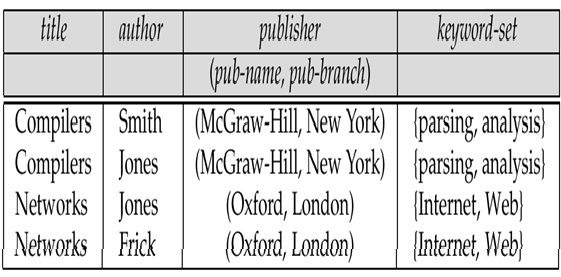 title author publisher keyword-set
(pub-name, pub-branch)
Compilers Smith (McGraw-Hill, New York) {parsing, analysis}
Compilers Jones (McGraw-Hill, New York) {parsing, analysis}
Networks Jones (Oxford, London) {Internet, Web}
Networks Frick (Oxford, London) {Internet, Web}